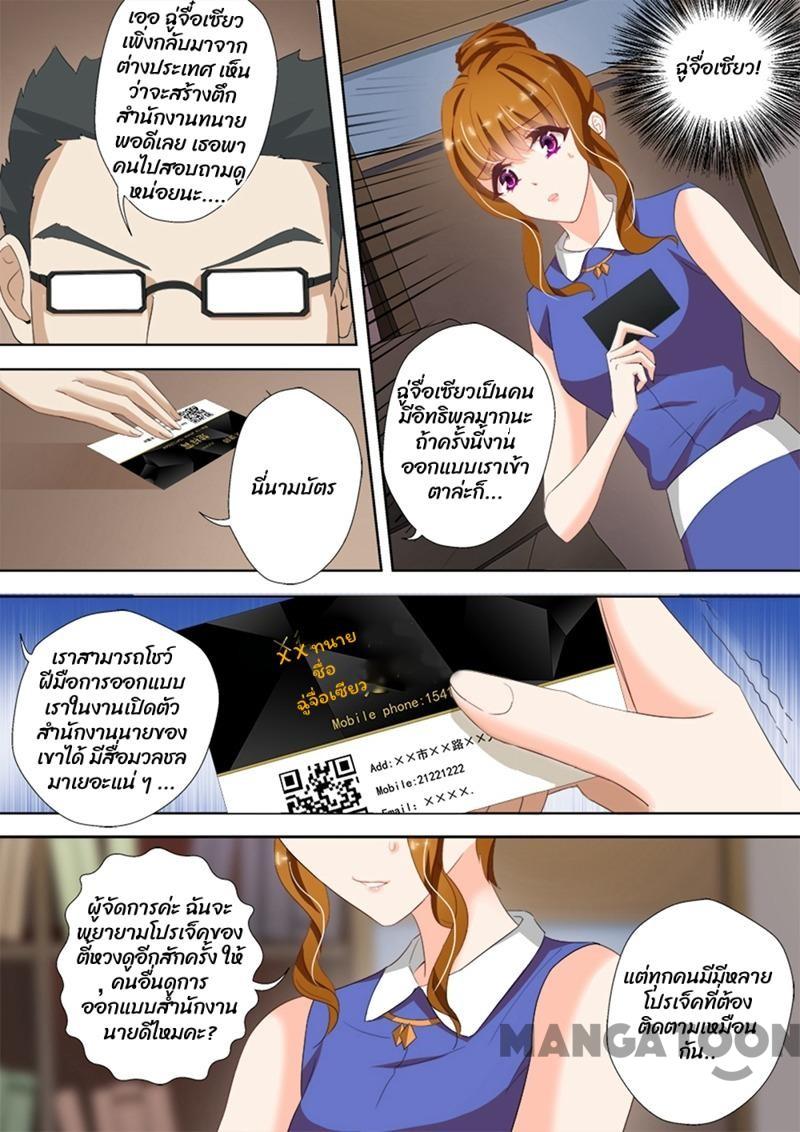 เออ ฉู่จื่อเซียว
เพิ่งกลับมาจาก
ต่างประเทศ เห็น
ว่าจะสร้างตึก
สำนักงานทนาย
พอดีเลย เธอพา
คนไปสอบถามดู
หน่อยนะ....
ฉู่จื่อเซียว!
ฉู่จื่อเซียวเป็นคน
มีอิทธิพลมากนะ
ถ้าครั้งนี้งาน
ออกแบบเราเข้า
ตาล่ะก็...
นี่นามบัตร
เราสามารถโชว์
ฝีมือการออกแบบ
เราในงานเปิดตัว
สำนักงานนายของ
เขาได้ มีสื่อมวลชล
มาเยอะแน่ ๆ ...
×× ทนาย
ชื่อ
ฉู่จื่อเซียว
Mobile phone:1541
Add:××市××路×××
Mobile:21221222
Email: ××××.
ผู้จัดการค่ะ ฉันจะ
พยายามโปรเจ็คของ
ตี้หวงดูอีกสักครั้ง ให้
คนอื่นดูการ
ออกแบบสำนักงาน
นายดีไหมคะ?
แต่ทุกคนมีมีหลาย
โปรเจ็คที่ต้อง
ติดตามเหมือน
กัน..
MANGATOON